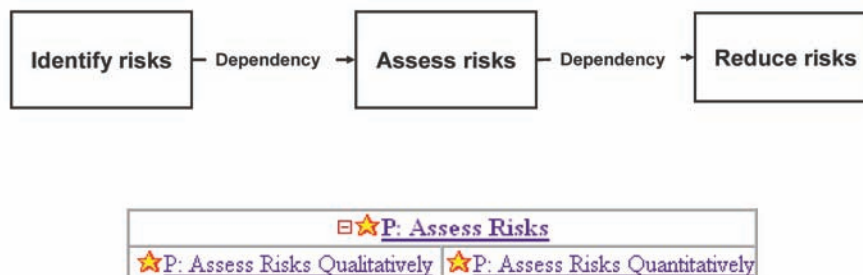 Identify risks Dependency Assess risks Dependency Reduce risks
P: Assess Risks
P: Assess Risks Qualitatively P: Assess Risks Quantitatively